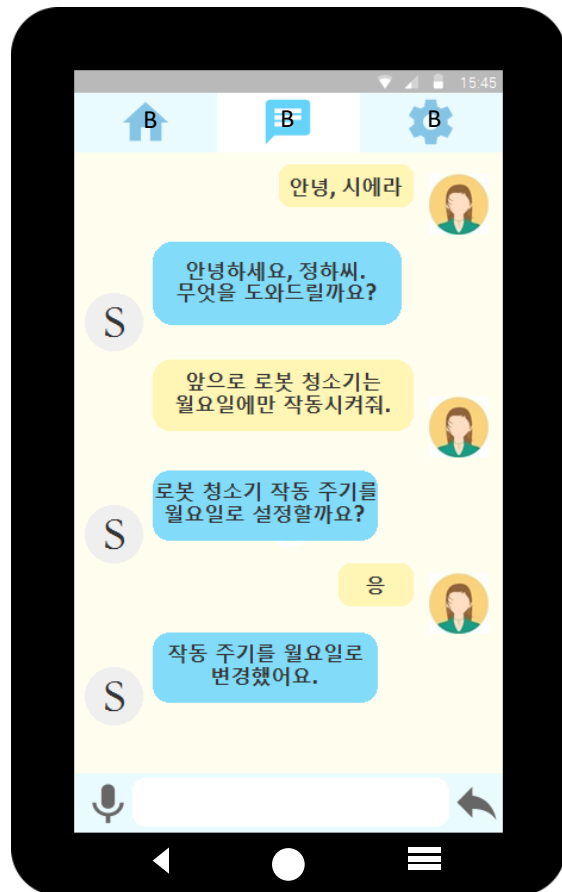 15:45
B B B
안녕, 시에라
안녕하세요, 정하씨.
무엇을 도와드릴까요?
S
앞으로 로봇 청소기는
월요일에만 작동시켜줘.
로봇 청소기 작동 주기를
월요일로 설정할까요?
S
응
작동 주기를 월요일로
변경했어요.
S